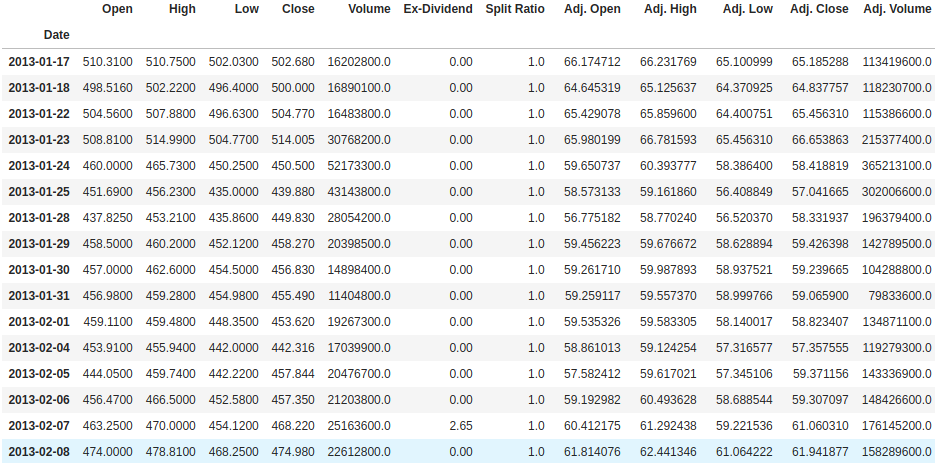 Open High Low Close Volume Ex-Dividend Split Ratio Adj. Open Adj. High Adj. Low Adj. Close Adj. Volume
Date
2013-01-17 510.3100 510.7500 502.0300 502.680 16202800.0 0.00 1.0 66.174712 66.231769 65.100999 65.185288 113419600.0
2013-01-18 498.5160 502.2200 496.4000 500.000 16890100.0 0.00 1.0 64.645319 65.125637 64.370925 64.837757 118230700.0
2013-01-22 504.5600 507.8800 496.6300 504.770 16483800.0 0.00 1.0 65.429078 65.859600 64.400751 65.456310 115386600.0
2013-01-23 508.8100 514.9900 504.7700 514.005 30768200.0 0.00 1.0 65.980199 66.781593 65.456310 66.653863 215377400.0
2013-01-24 460.0000 465.7300 450.2500 450.500 52173300.0 0.00 1.0 59.650737 60.393777 58.386400 58.418819 365213100.0
2013-01-25 451.6900 456.2300 435.0000 439.880 43143800.0 0.00 1.0 58.573133 59.161860 56.408849 57.041665 302006600.0
2013-01-28 437.8250 453.2100 435.8600 449.830 28054200.0 0.00 1.0 56.775182 58.770240 56.520370 58.331937 196379400.0
2013-01-29 458.5000 460.2000 452.1200 458.270 20398500.0 0.00 1.0 59.456223 59.676672 58.628894 59.426398 142789500.0
2013-01-30 457.0000 462.6000 454.5000 456.830 14898400.0 0.00 1.0 59.261710 59.987893 58.937521 59.239665 104288800.0
2013-01-31 456.9800 459.2800 454.9800 455.490 11404800.0 0.00 1.0 59.259117 59.557370 58.999766 59.065900 79833600.0
2013-02-01 459.1100 459.4800 448.3500 453.620 19267300.0 0.00 1.0 59.535326 59.583305 58.140017 58.823407 134871100.0
2013-02-04 453.9100 455.9400 442.0000 442.316 17039900.0 0.00 1.0 58.861013 59.124254 57.316577 57.357555 119279300.0
2013-02-05 444.0500 459.7400 442.2200 457.844 20476700.0 0.00 1.0 57.582412 59.617021 57.345106 59.371156 143336900.0
2013-02-06 456.4700 466.5000 452.5800 457.350 21203800.0 0.00 1.0 59.192982 60.493628 58.688544 59.307097 148426600.0
2013-02-07 463.2500 470.0000 454.1200 468.220 25163600.0 2.65 1.0 60.412175 61.292438 59.221536 61.060310 176145200.0
2013-02-08 474.0000 478.8100 468.2500 474.980 22612800.0 0.00 1.0 61.814076 62.441346 61.064222 61.941877 158289600.0